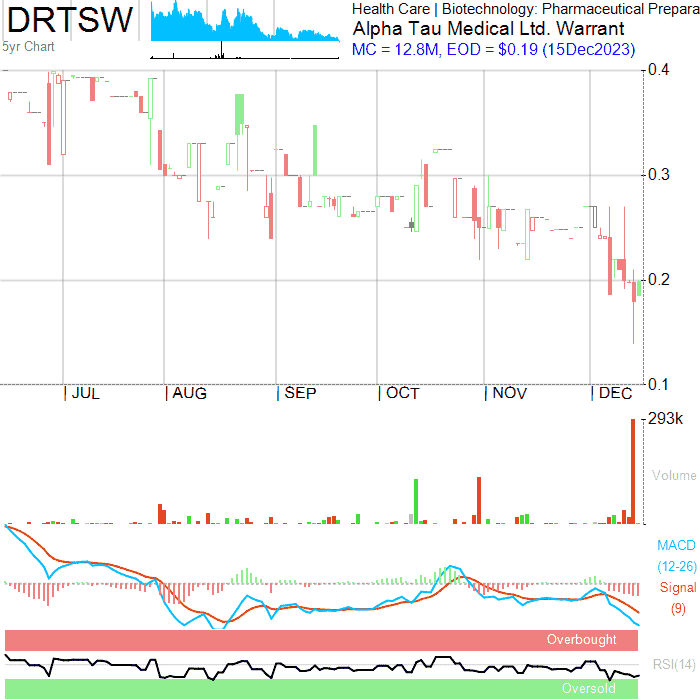 DRTSW
5yr Chart
Health Care | Biotechnology: Pharmaceutical Prepara
Alpha Tau Medical Ltd. Warrant
MC = 12.8M, EOD = $0.19 (15Dec2023)
0.4
0.3
0.2
0.1
JUL
AUG
SEP
OCT
NOV
DEC
293k
Volume
MACD
(12-26)
Signal
(9)
Overbought
RSI(14)
Oversold